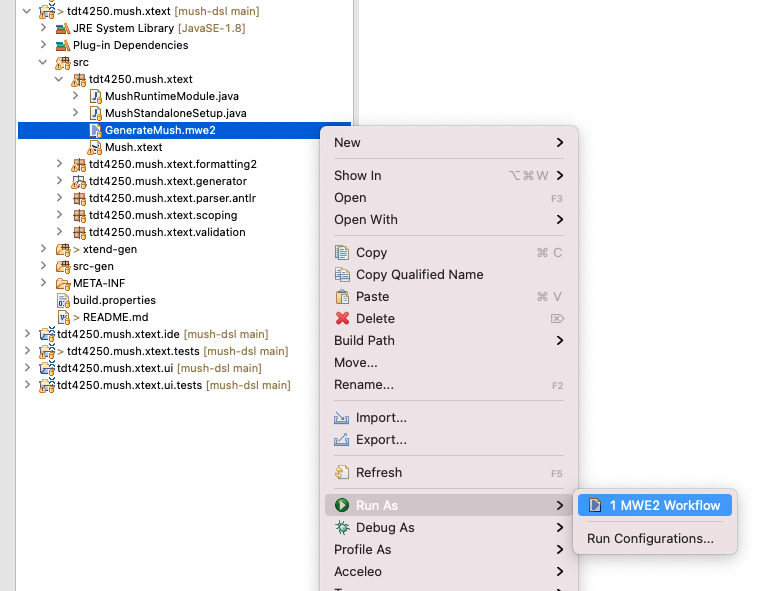 > tdt4250.mush.xtext [mush-dsl main]
JRE System Library [JavaSE-1.8]
Plug-in Dependencies
src
tdt4250.mush.xtext
MushRuntimeModule.java
MushStandaloneSetup.java
GenerateMush.mwe2
Mush.xtext
tdt4250.mush.xtext.formatting2
tdt4250.mush.xtext.generator
tdt4250.mush.xtext.parser.antlr
tdt4250.mush.xtext.scoping
tdt4250.mush.xtext.validation
> xtend-gen
src-gen
META-INF
build.properties
> README.md
tdt4250.mush.xtext.ide [mush-dsl main]
> tdt4250.mush.xtext.tests [mush-dsl main]
tdt4250.mush.xtext.ui [mush-dsl main]
tdt4250.mush.xtext.ui.tests [mush-dsl main]
New
Show In ⌥⌘W
Open F3
Open With
Copy ⌘ C
Copy Qualified Name
Paste ⌘ V
Delete ⌦
Build Path
Move...
Rename... F2
Import...
Export...
Refresh F5
Run As
Debug As
Profile As
Acceleo
1 MWE2 Workflow
Run Configurations...